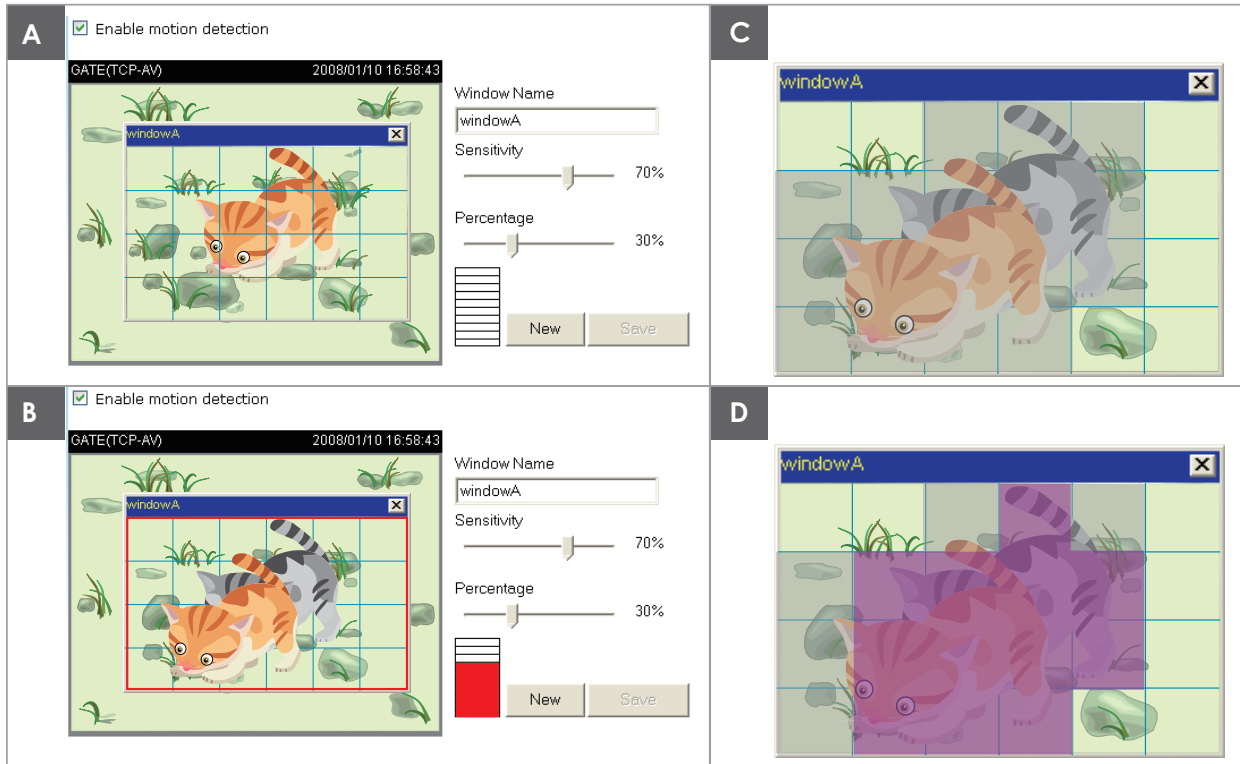 A
Enable motion detection
GATE(TCP-AV) 2008/01/10 16:58:43
windowA
Window Name
windowA
Sensitivity
70%
Percentage
30%
New Save
B
Enable motion detection
GATE(TCP-AV) 2008/01/10 16:58:43
windowA
Window Name
windowA
Sensitivity
70%
Percentage
30%
New Save
C
windowA
D
windowA